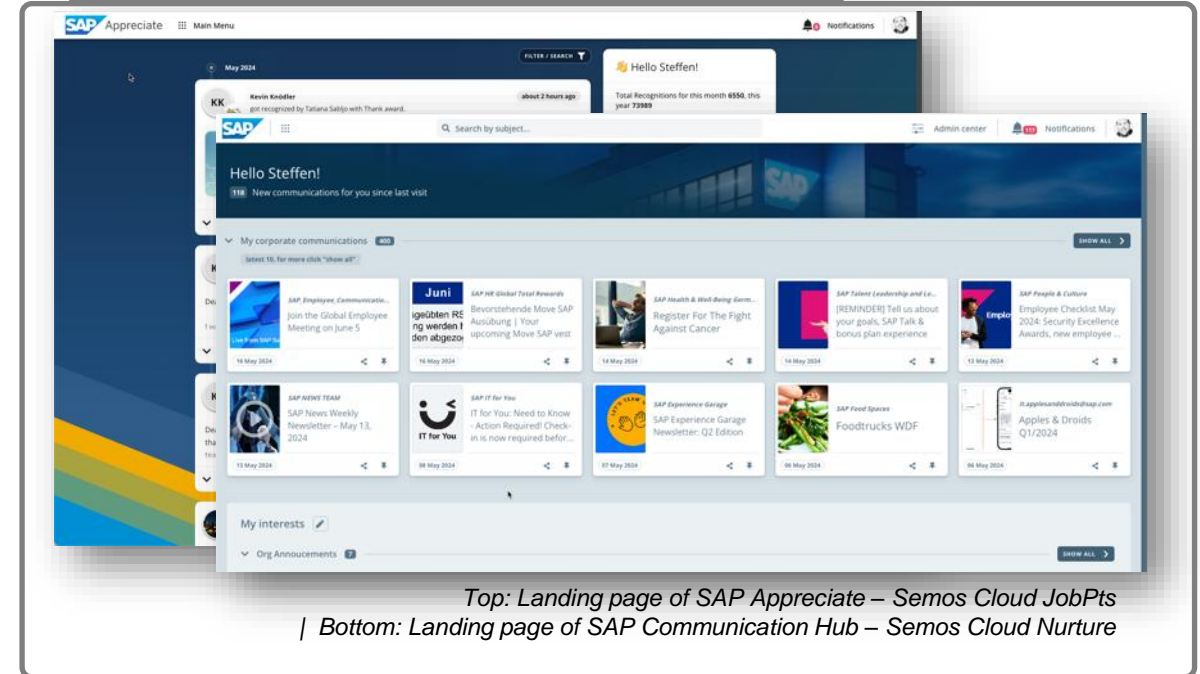 SAP Appreciate Main Menu Notifications
FILTER / SEARCH
May 2024
Hello Steffen!
KK Kevin Knödler about 2 hours ago
got recognized by Tatiana Sabljo with Thank award.
Total Recognitions for this month 6550, this
year 73989
SAP Search by subject... Admin center Notifications
Hello Steffen!
118 New communications for you since last visit
SAP
My corporate communications 400 SHOW ALL
latest 10, for more click "show all"
SAP Employee Communicatio...
Join the Global Employee
Meeting on June 5
16 May 2024
Juni
SAP HR Global Total Rewards
Bevorstehende Move SAP
Ausübung | Your
upcoming Move SAP vest
16 May 2024
SAP Health & Well-Being Germ...
Register For The Fight
Against Cancer
14 May 2024
SAP Talent Leadership and Le...
[REMINDER] Tell us about
your goals, SAP Talk &
bonus plan experience
14 May 2024
Emplo
SAP People & Culture
Employee Checklist May
2024: Security Excellence
Awards, new employee ...
13 May 2024
SAP NEWS TEAM
SAP News Weekly
Newsletter – May 13,
2024
13 May 2024
IT for You
SAP IT for You
IT for You: Need to Know
- Action Required! Check-
in is now required befor...
08 May 2024
LET'S TEAM
SAP Experience Garage
SAP Experience Garage
Newsletter: Q2 Edition
07 May 2024
SAP Food Spaces
Foodtrucks WDF
06 May 2024
it.applesanddroids@sap.com
Apples & Droids
Q1/2024
06 May 2024
My interests
Org Annoucements 7 SHOW ALL
Top: Landing page of SAP Appreciate – Semos Cloud JobPts
| Bottom: Landing page of SAP Communication Hub – Semos Cloud Nurture